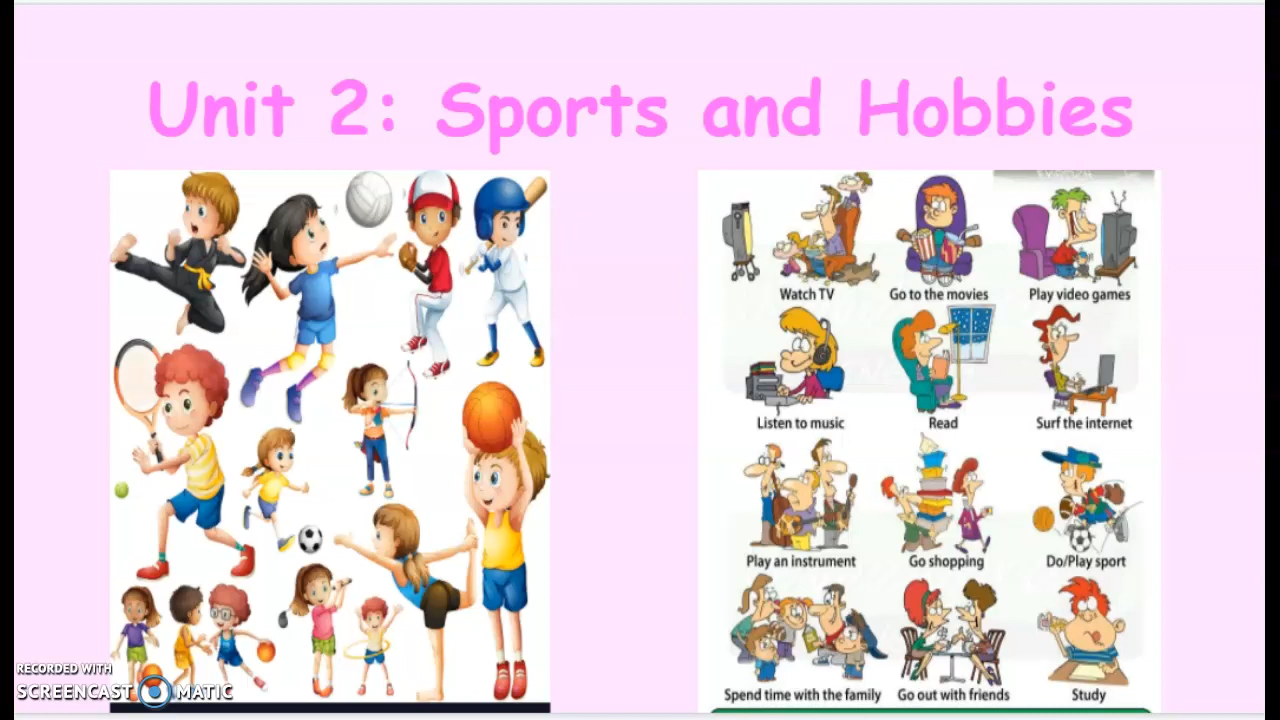 Unit 2: Sports and Hobbies
Watch TV
Go to the movies
Play video games
Listen to music
Read
Surf the internet
Play an instrument
Go shopping
Do/Play sport
Spend time with the family
Go out with friends
Study
RECORDED WITH
SCREENCAST MATIC